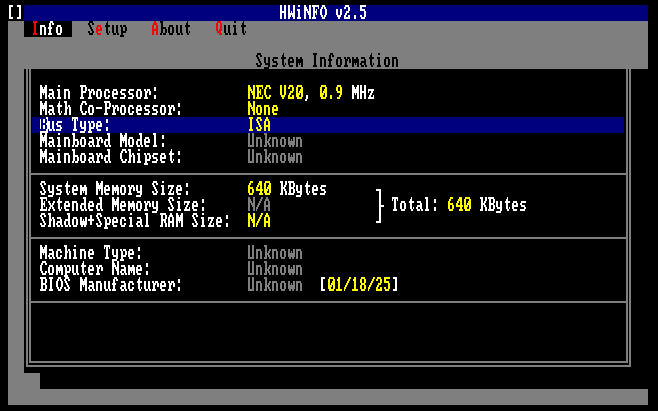 [] HWiNFO v2.5
Info Setup About Quit
System Information
Main Processor: NEC V20, 0.9 MHz
Math Co-Processor: None
Bus Type: ISA
Mainboard Model: Unknown
Mainboard Chipset: Unknown
System Memory Size: 640 KBytes
Extended Memory Size: N/A Total: 640 KBytes
Shadow+Special RAM Size: N/A
Machine Type: Unknown
Computer Name: Unknown
BIOS Manufacturer: Unknown [01/18/25]